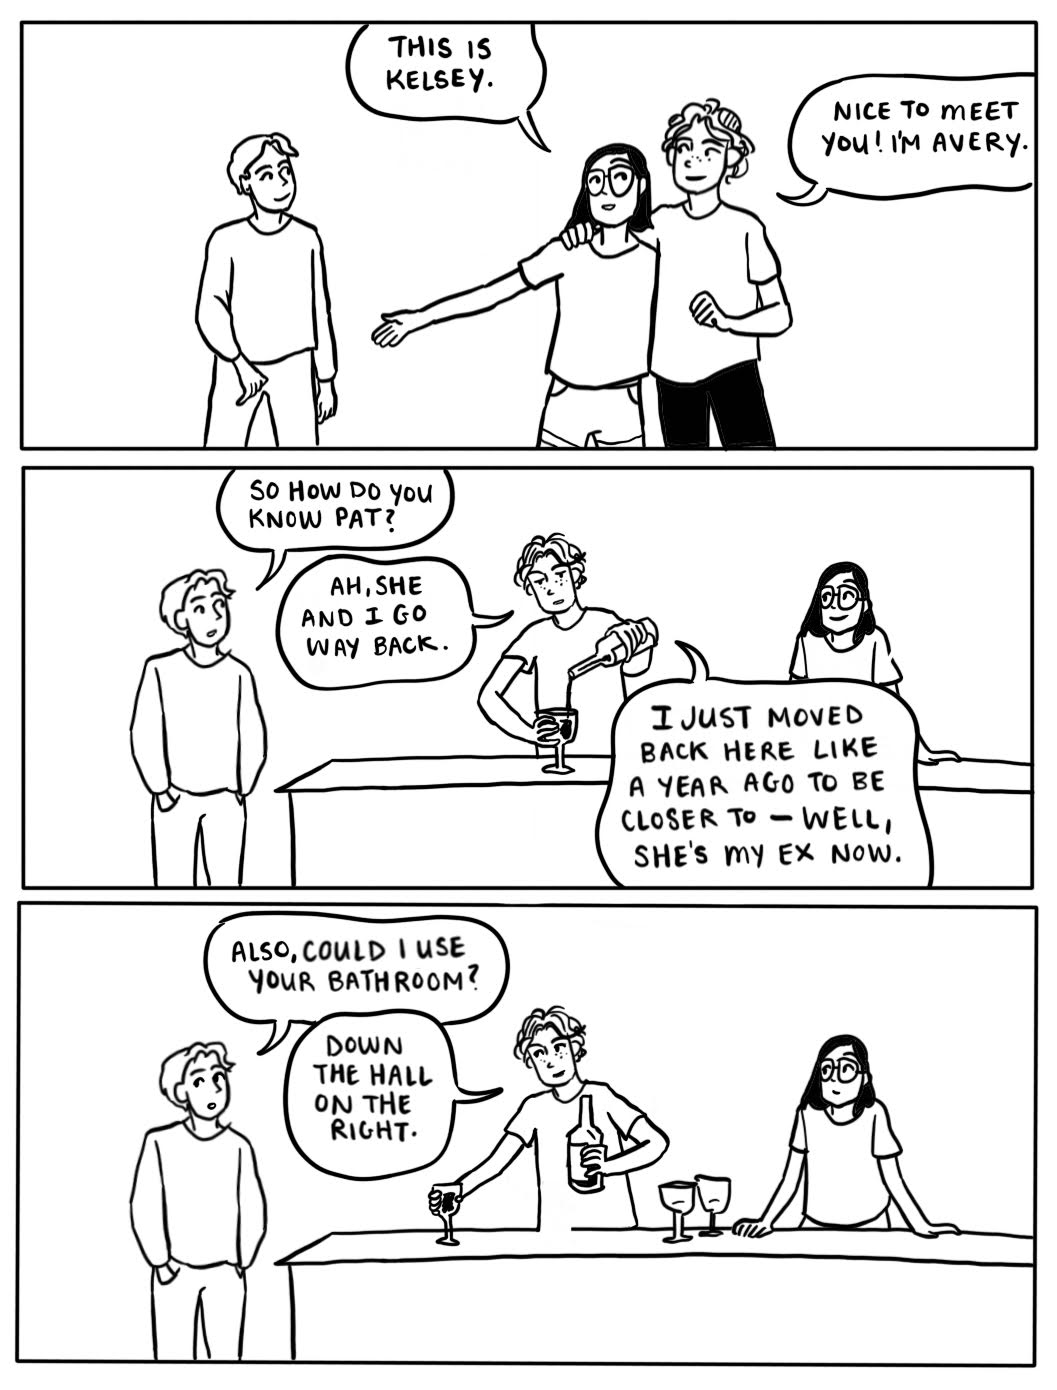 THIS IS
KELSEY.
NICE TO MEET
YOU! I'M AVERY.
SO HOW DO YOU
KNOW PAT?
AH, SHE
AND I GO
WAY BACK.
I JUST MOVED
BACK HERE LIKE
A YEAR AGO TO BE
CLOSER TO — WELL,
SHE'S MY EX NOW.
ALSO, COULD I USE
YOUR BATHROOM?
DOWN
THE HALL
ON THE
RIGHT.